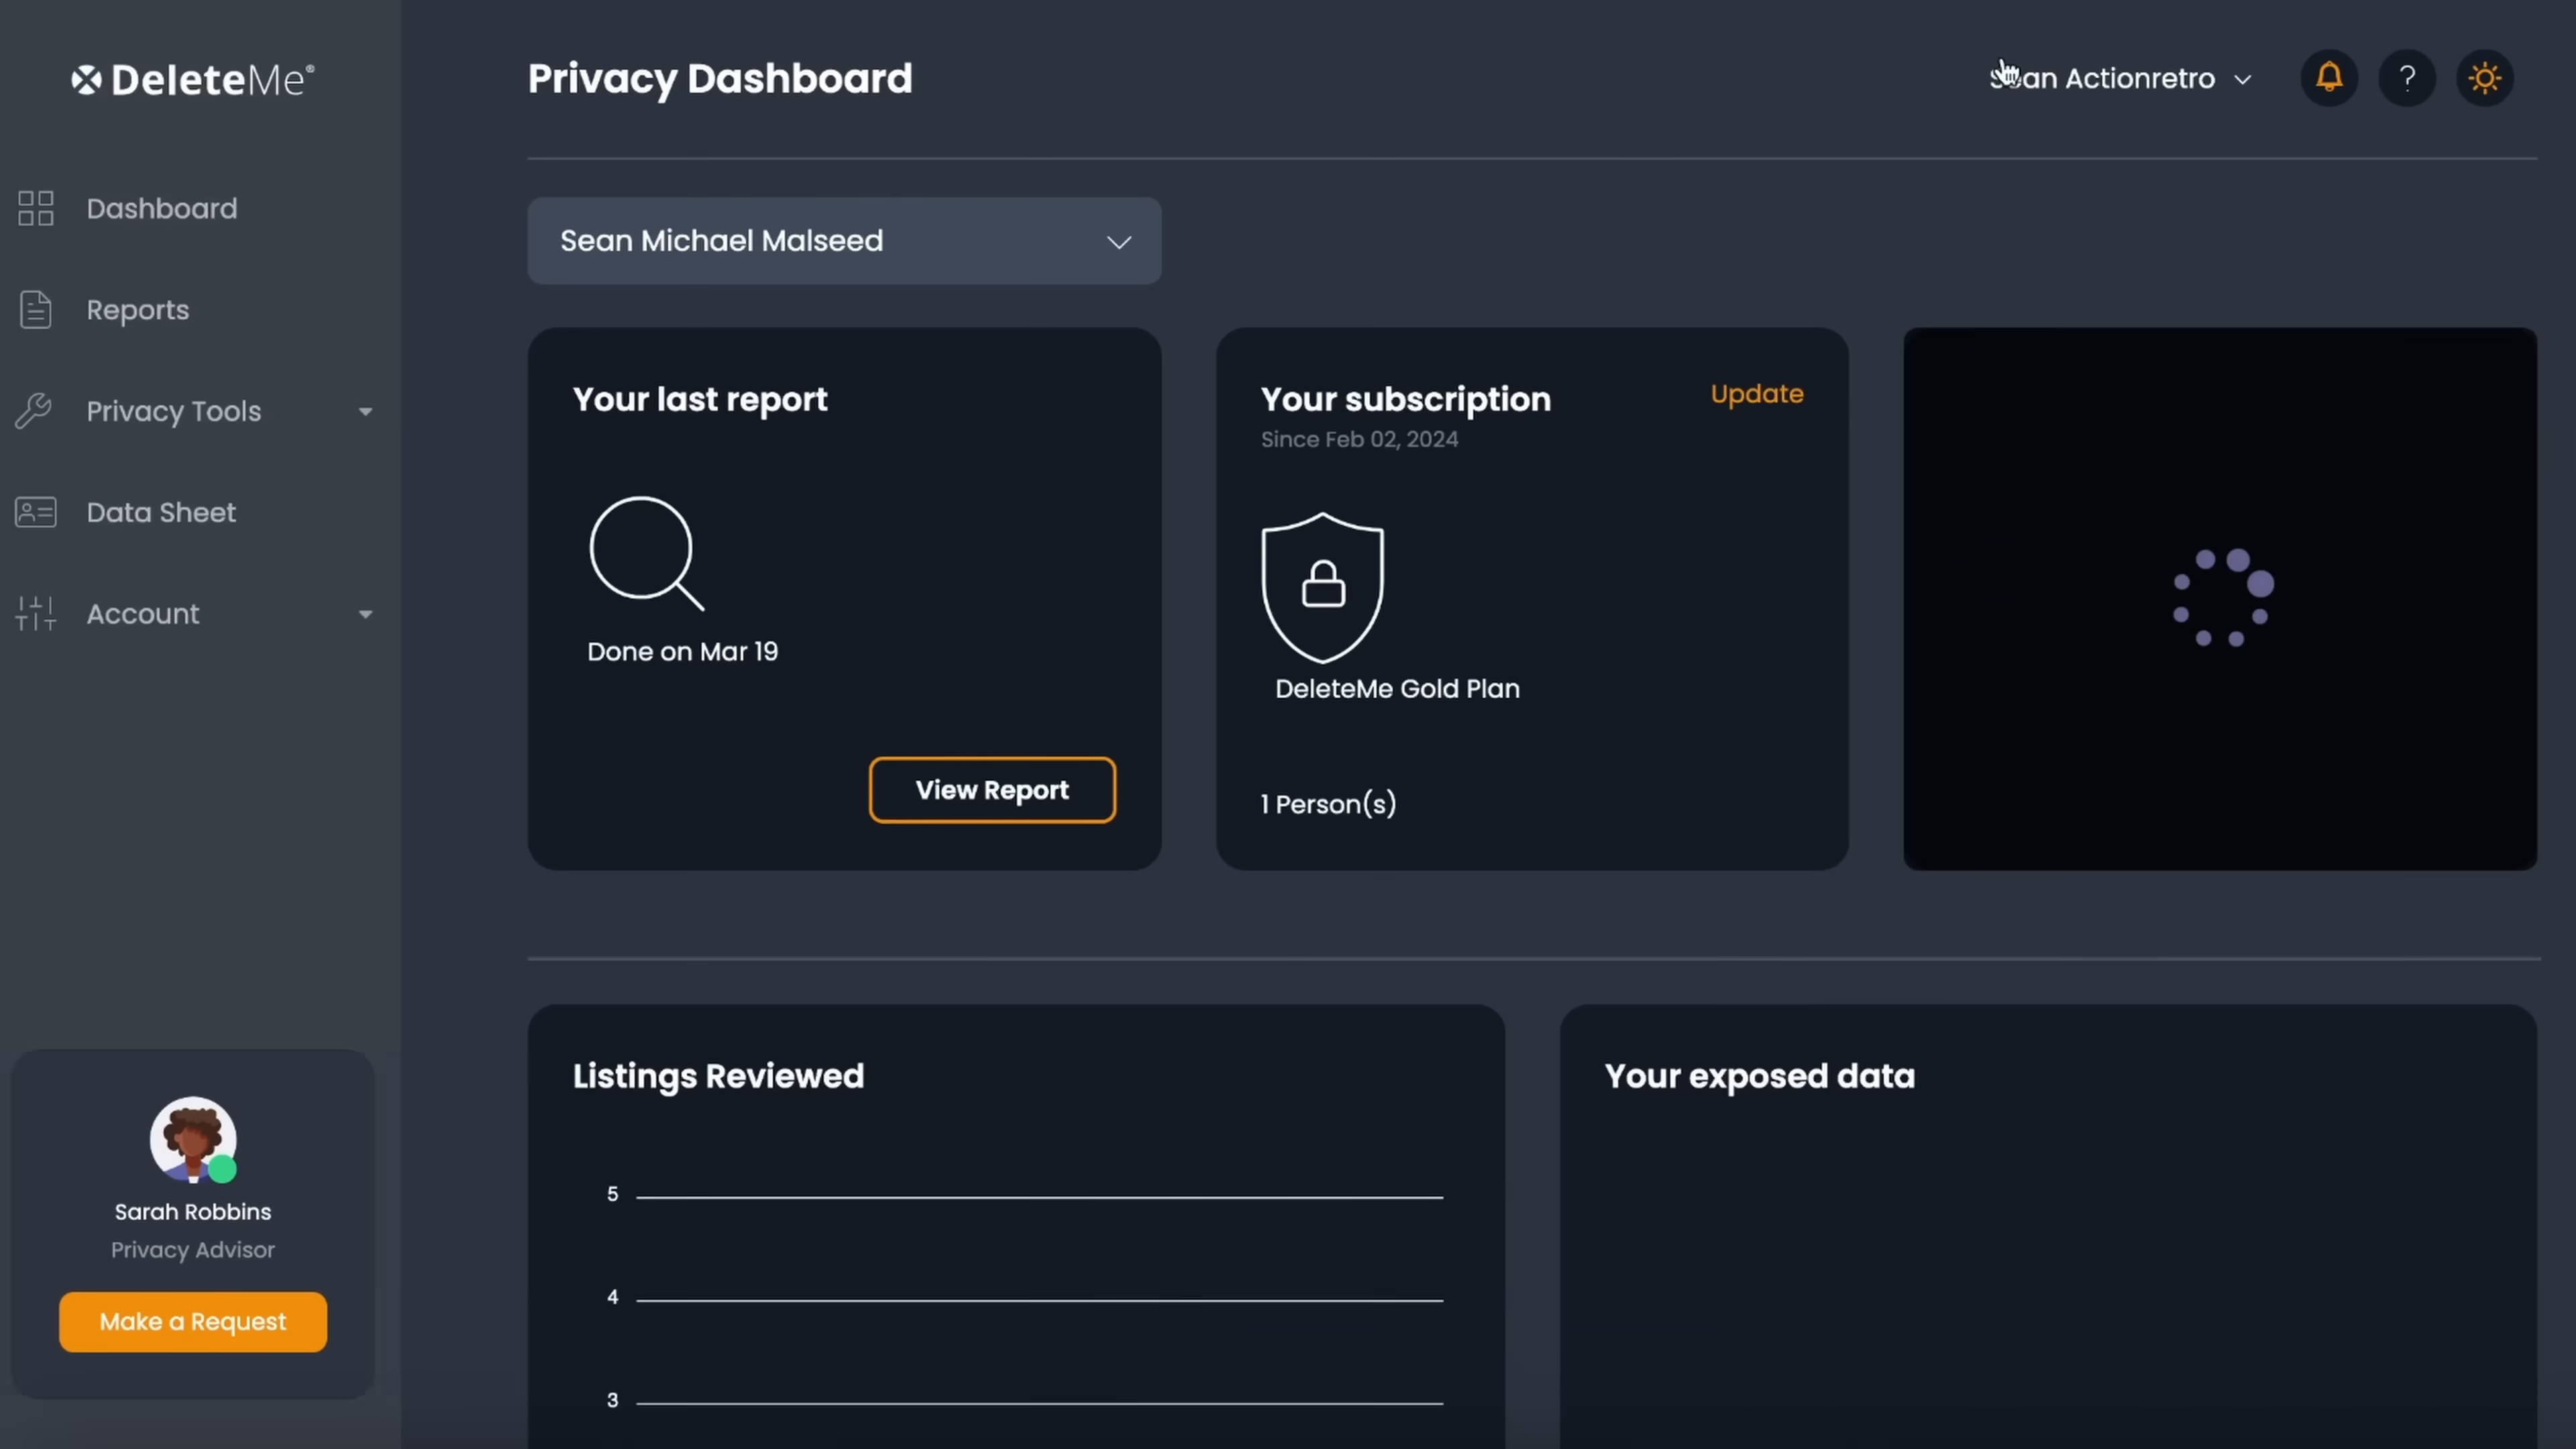 DeleteMe®
Privacy Dashboard
Sean Actionretro
?
Dashboard
Reports
Privacy Tools
Data Sheet
Account
Sean Michael Malseed
Your last report
Done on Mar 19
View Report
Your subscription
Update
Since Feb 02, 2024
DeleteMe Gold Plan
1 Person(s)
Listings Reviewed
5
4
3
Your exposed data
Sarah Robbins
Privacy Advisor
Make a Request